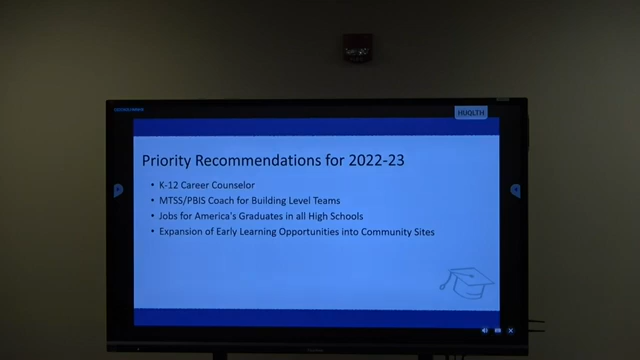 HUQLTH
Priority Recommendations for 2022-23
• K-12 Career Counselor
• MTSS/PBIS Coach for Building Level Teams
• Jobs for America's Graduates in all High Schools
• Expansion of Early Learning Opportunities into Community Sites